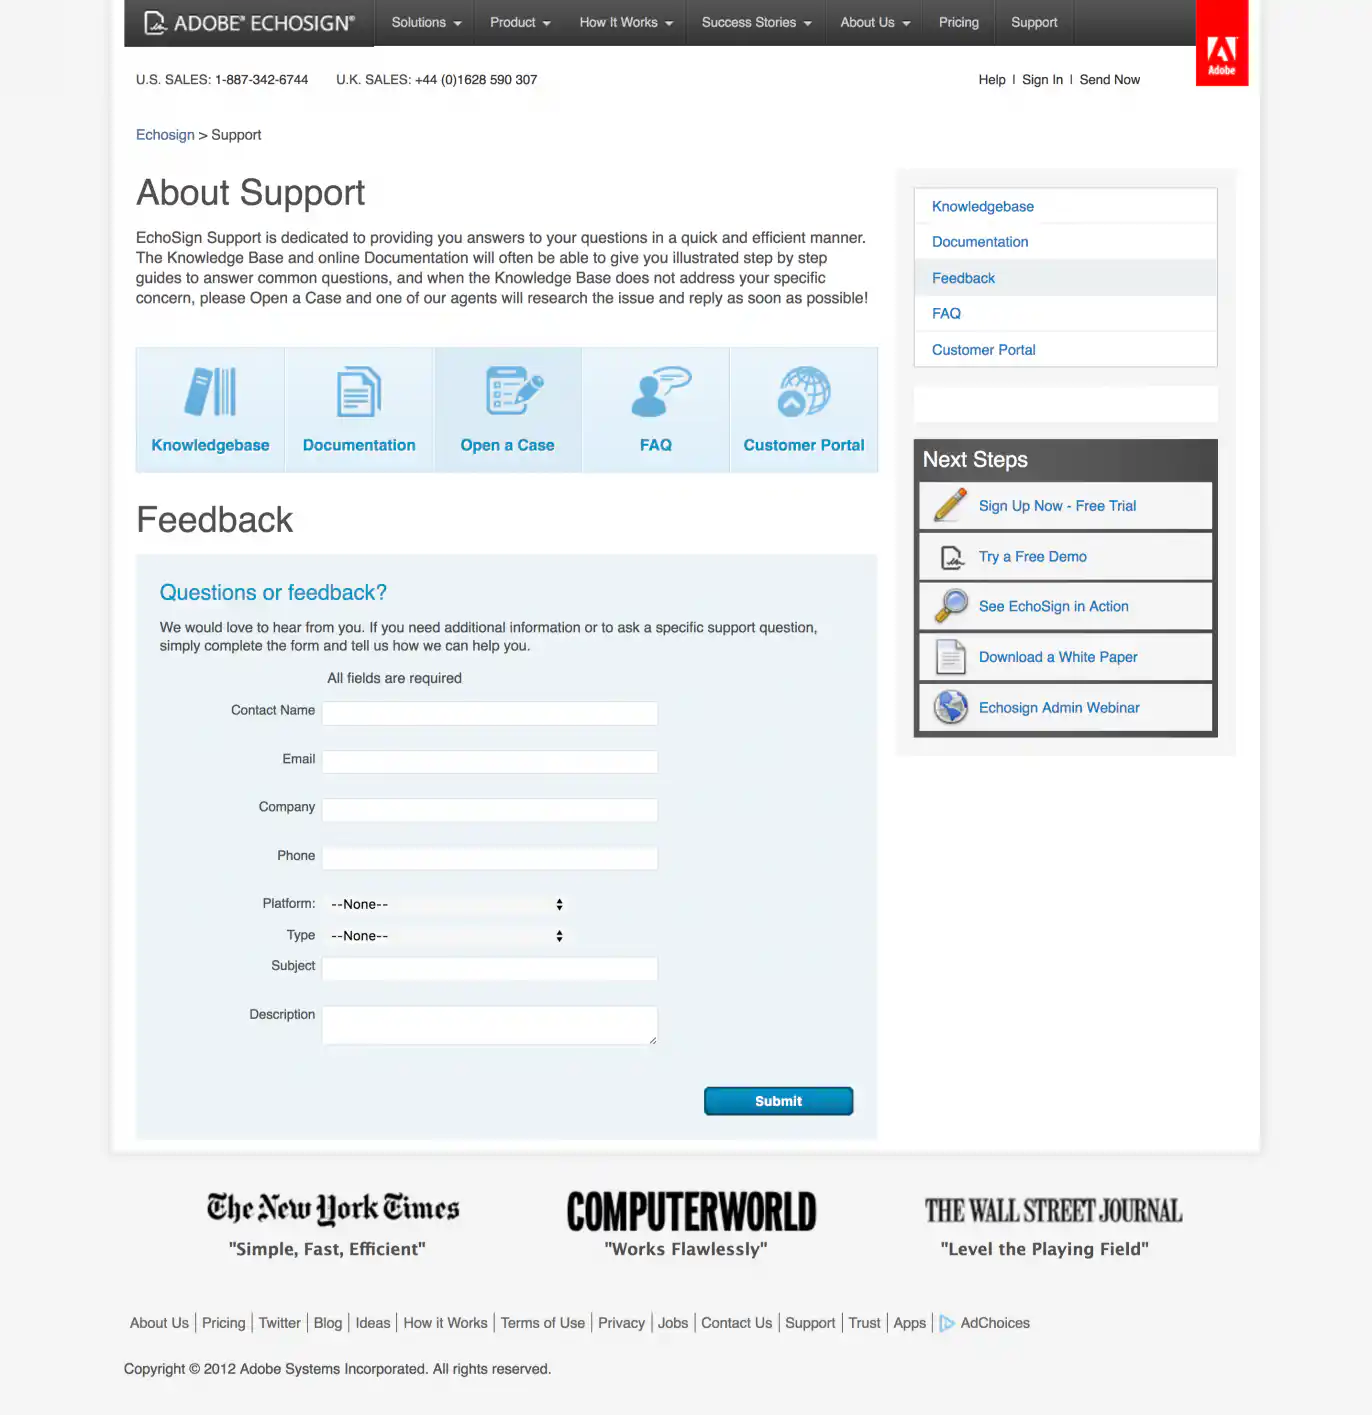 ADOBE® ECHOSIGN®
Solutions Product How It Works Success Stories About Us Pricing Support
Adobe
U.S. SALES: 1-887-342-6744 U.K. SALES: +44 (0)1628 590 307
Help | Sign In | Send Now
Echosign > Support
About Support
EchoSign Support is dedicated to providing you answers to your questions in a quick and efficient manner.
The Knowledge Base and online Documentation will often be able to give you illustrated step by step
guides to answer common questions, and when the Knowledge Base does not address your specific
concern, please Open a Case and one of our agents will research the issue and reply as soon as possible!
Knowledgebase Documentation Open a Case FAQ Customer Portal
Feedback
Questions or feedback?
We would love to hear from you. If you need additional information or to ask a specific support question,
simply complete the form and tell us how we can help you.
All fields are required
Contact Name
Email
Company
Phone
Platform: --None--
Type --None--
Subject
Description
Submit
Knowledgebase
Documentation
Feedback
FAQ
Customer Portal
Next Steps
Sign Up Now - Free Trial
Try a Free Demo
See EchoSign in Action
Download a White Paper
Echosign Admin Webinar
The New York Times
"Simple, Fast, Efficient"
COMPUTERWORLD
"Works Flawlessly"
THE WALL STREET JOURNAL
"Level the Playing Field"
About Us | Pricing | Twitter | Blog | Ideas | How it Works | Terms of Use | Privacy | Jobs | Contact Us | Support | Trust | Apps | AdChoices
Copyright © 2012 Adobe Systems Incorporated. All rights reserved.